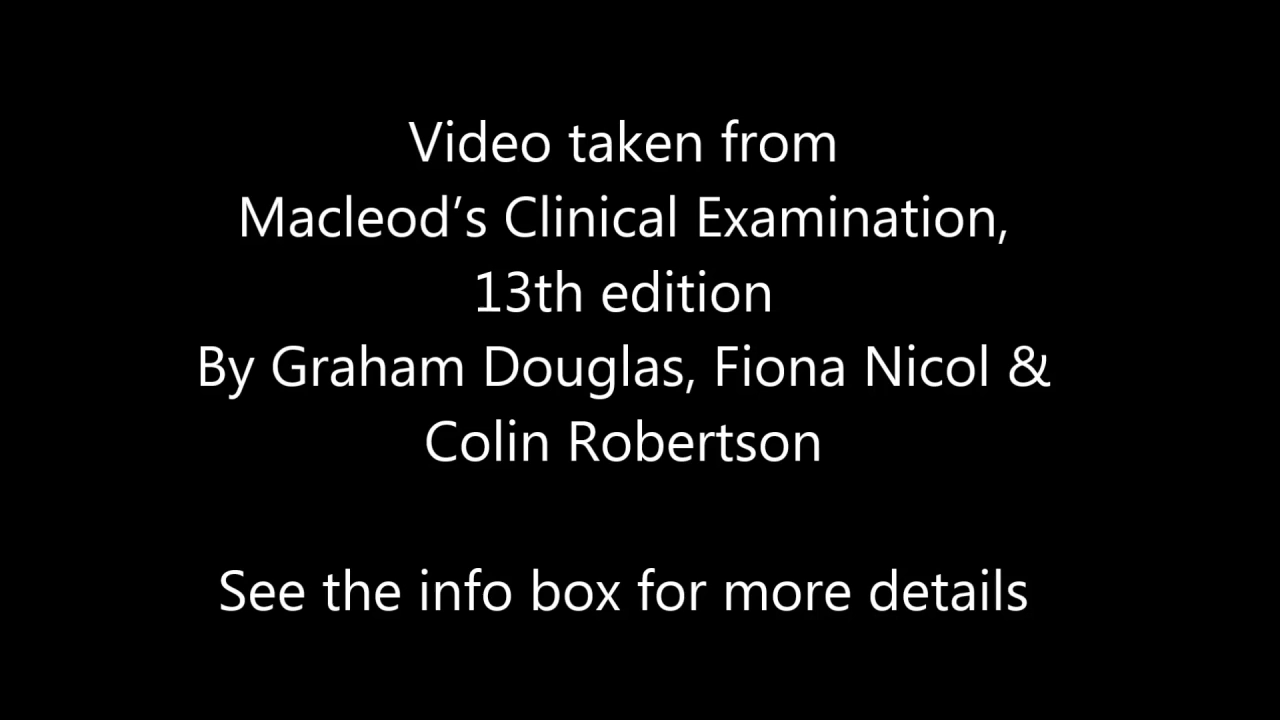 Video taken from
Macleod’s Clinical Examination,
13th edition
By Graham Douglas, Fiona Nicol &
Colin Robertson
See the info box for more details